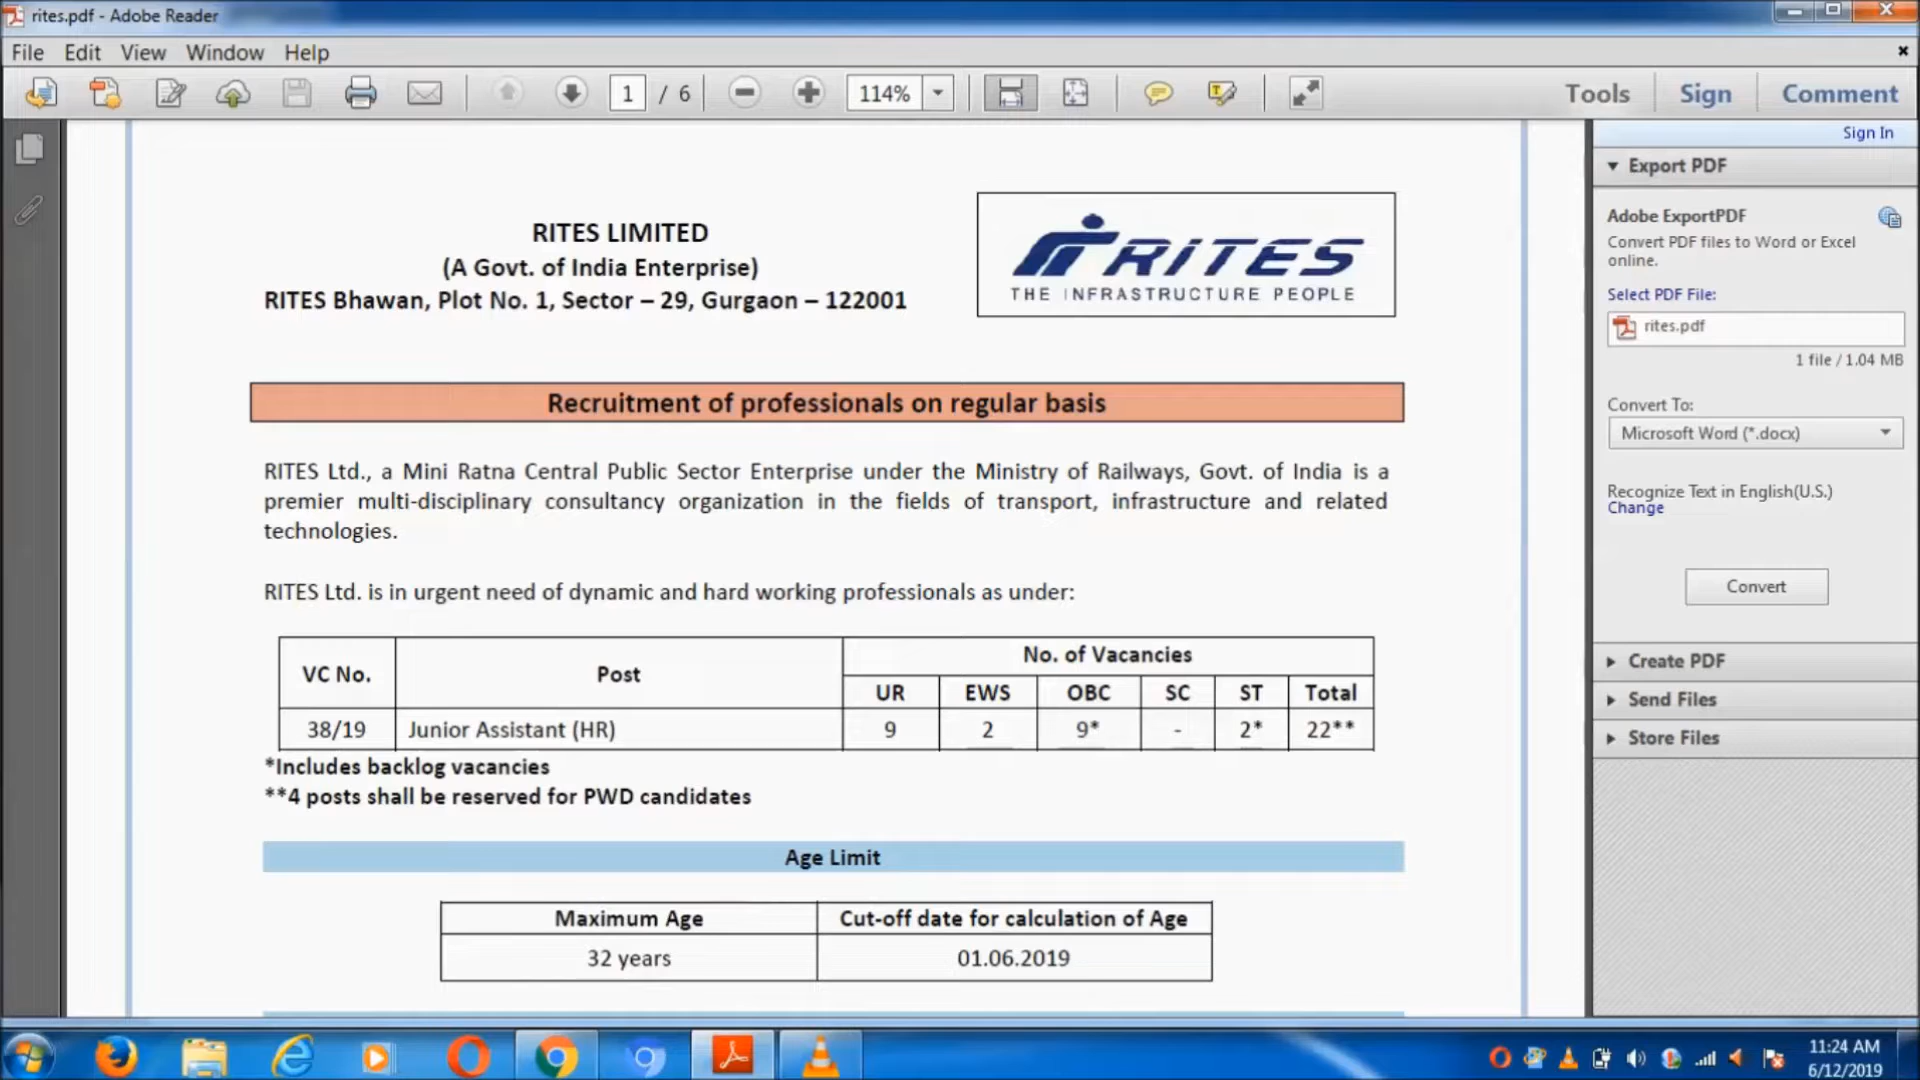 rites.pdf - Adobe Reader
File Edit View Window Help
1 / 6 114% Tools Sign Comment
Sign In
Export PDF
Adobe ExportPDF
Convert PDF files to Word or Excel
online.
Select PDF File:
rites.pdf
1 file / 1.04 MB
Convert To:
Microsoft Word (*.docx)
Recognize Text in English(U.S.)
Change
Convert
Create PDF
Send Files
Store Files
RITES LIMITED
(A Govt. of India Enterprise)
RITES Bhawan, Plot No. 1, Sector – 29, Gurgaon – 122001
RITES
THE INFRASTRUCTURE PEOPLE
Recruitment of professionals on regular basis
RITES Ltd., a Mini Ratna Central Public Sector Enterprise under the Ministry of Railways, Govt. of India is a
premier multi-disciplinary consultancy organization in the fields of transport, infrastructure and related
technologies.
RITES Ltd. is in urgent need of dynamic and hard working professionals as under:
VC No. Post No. of Vacancies
UR EWS OBC SC ST Total
38/19 Junior Assistant (HR) 9 2 9* - 2* 22**
*Includes backlog vacancies
**4 posts shall be reserved for PWD candidates
Age Limit
Maximum Age Cut-off date for calculation of Age
32 years 01.06.2019
11:24 AM
6/12/2019